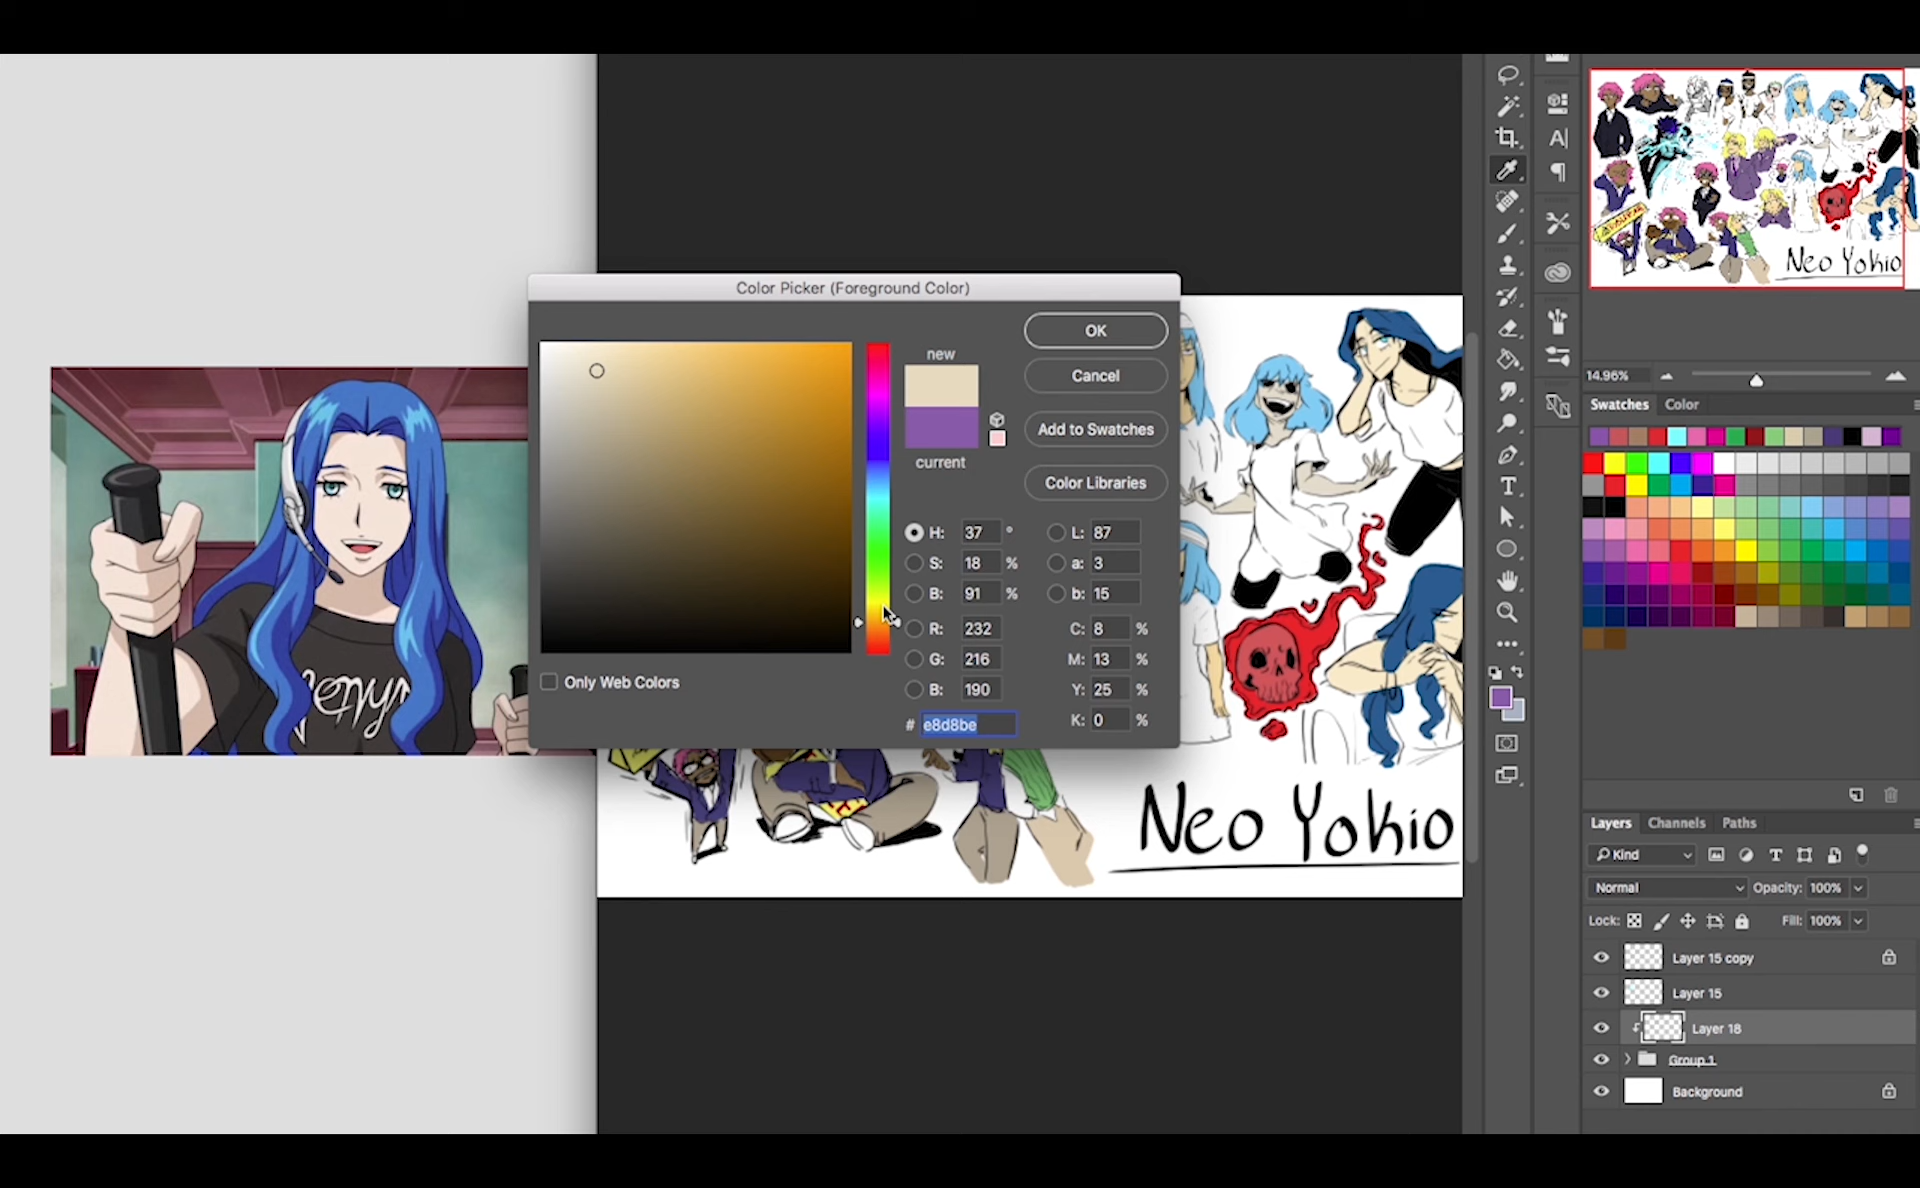 Color Picker (Foreground Color)
new
current
OK
Cancel
Add to Swatches
Color Libraries
H: 37 °
S: 18 %
B: 91 %
R: 232
G: 216
B: 190
# e8d8be
L: 87
a: 3
b: 15
C: 8 %
M: 13 %
Y: 25 %
K: 0 %
Only Web Colors
Neo Yokio
Neo Yokio
14.96%
Swatches Color
Layers Channels Paths
Kind
Normal Opacity: 100%
Lock: Fill: 100%
Layer 15 copy
Layer 15
Layer 18
Group 1
Background